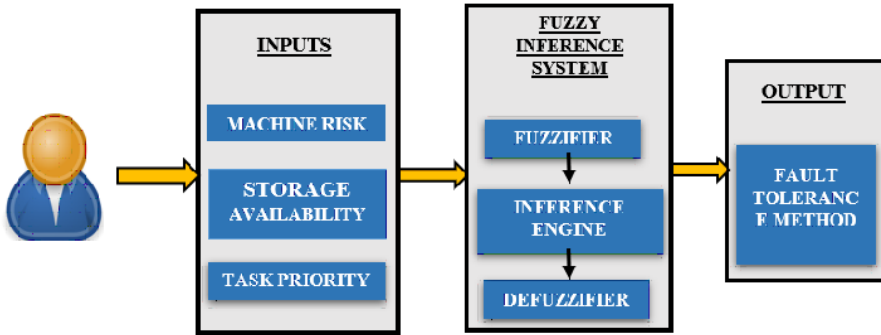 INPUTS
MACHINE RISK
STORAGE
AVAILABILITY
TASK PRIORITY
FUZZY
INFERENCE
SYSTEM
FUZZIFIER
INFERENCE
ENGINE
DEFUZZIFIER
OUTPUT
FAULT
TOLERANC
E METHOD